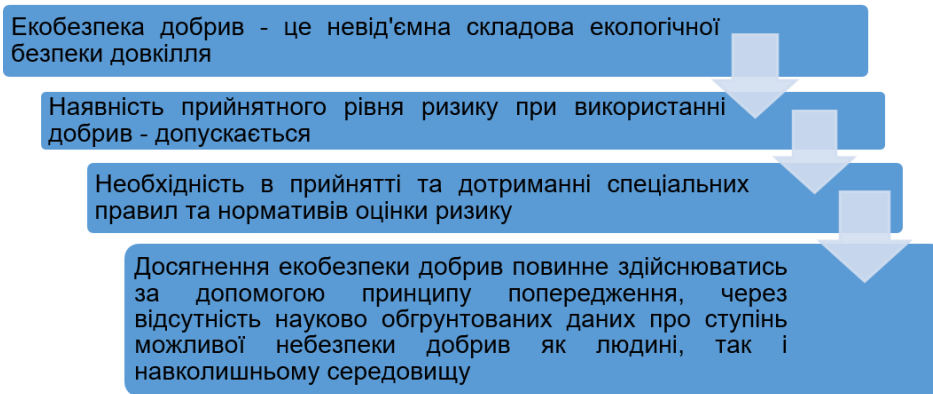 Екобезпека добрив - це невід'ємна складова екологічної
безпеки довкілля
Наявність прийнятного рівня ризику при використанні
добрив - допускається
Необхідність в прийнятті та дотриманні спеціальних
правил та нормативів оцінки ризику
Досягнення екобезпеки добрив повинне здійснюватись
за допомогою принципу попередження, через
відсутність науково обгрунтованих даних про ступінь
можливої небезпеки добрив як людині, так і
навколишньому середовищу